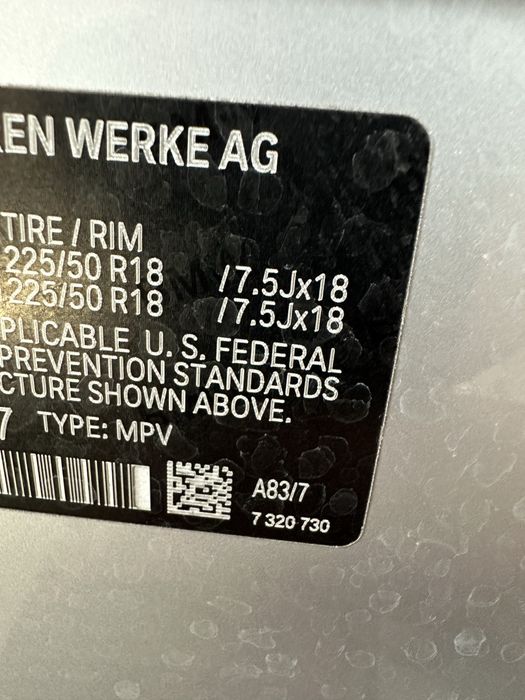 EN WERKE AG
TIRE / RIM
225/50 R18 /7.5Jx18
225/50 R18 /7.5Jx18
PLICABLE U. S. FEDERAL
PREVENTION STANDARDS
CTURE SHOWN ABOVE.
7 TYPE: MPV
A83/7
7 320 730